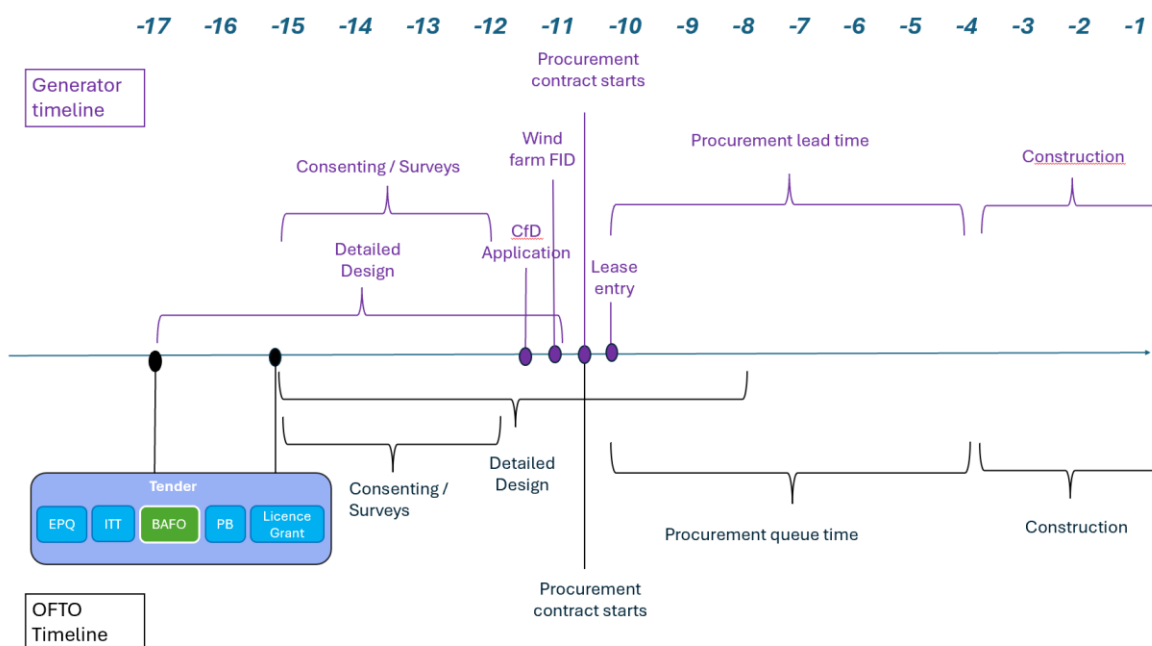 -17 -16 -15 -14 -13 -12 -11 -10 -9 -8 -7 -6 -5 -4 -3 -2 -1
Procurement
contract starts
Generator
timeline
Wind
farm FID
Procurement lead time
Construction
Consenting / Surveys
CfD
Application
Detailed
Design
Lease
entry
Tender
EPQ
ITT
BAFO
PB
Licence
Grant
Consenting /
Surveys
Detailed
Design
Procurement queue time
Construction
Procurement
contract starts
OFTO
Timeline